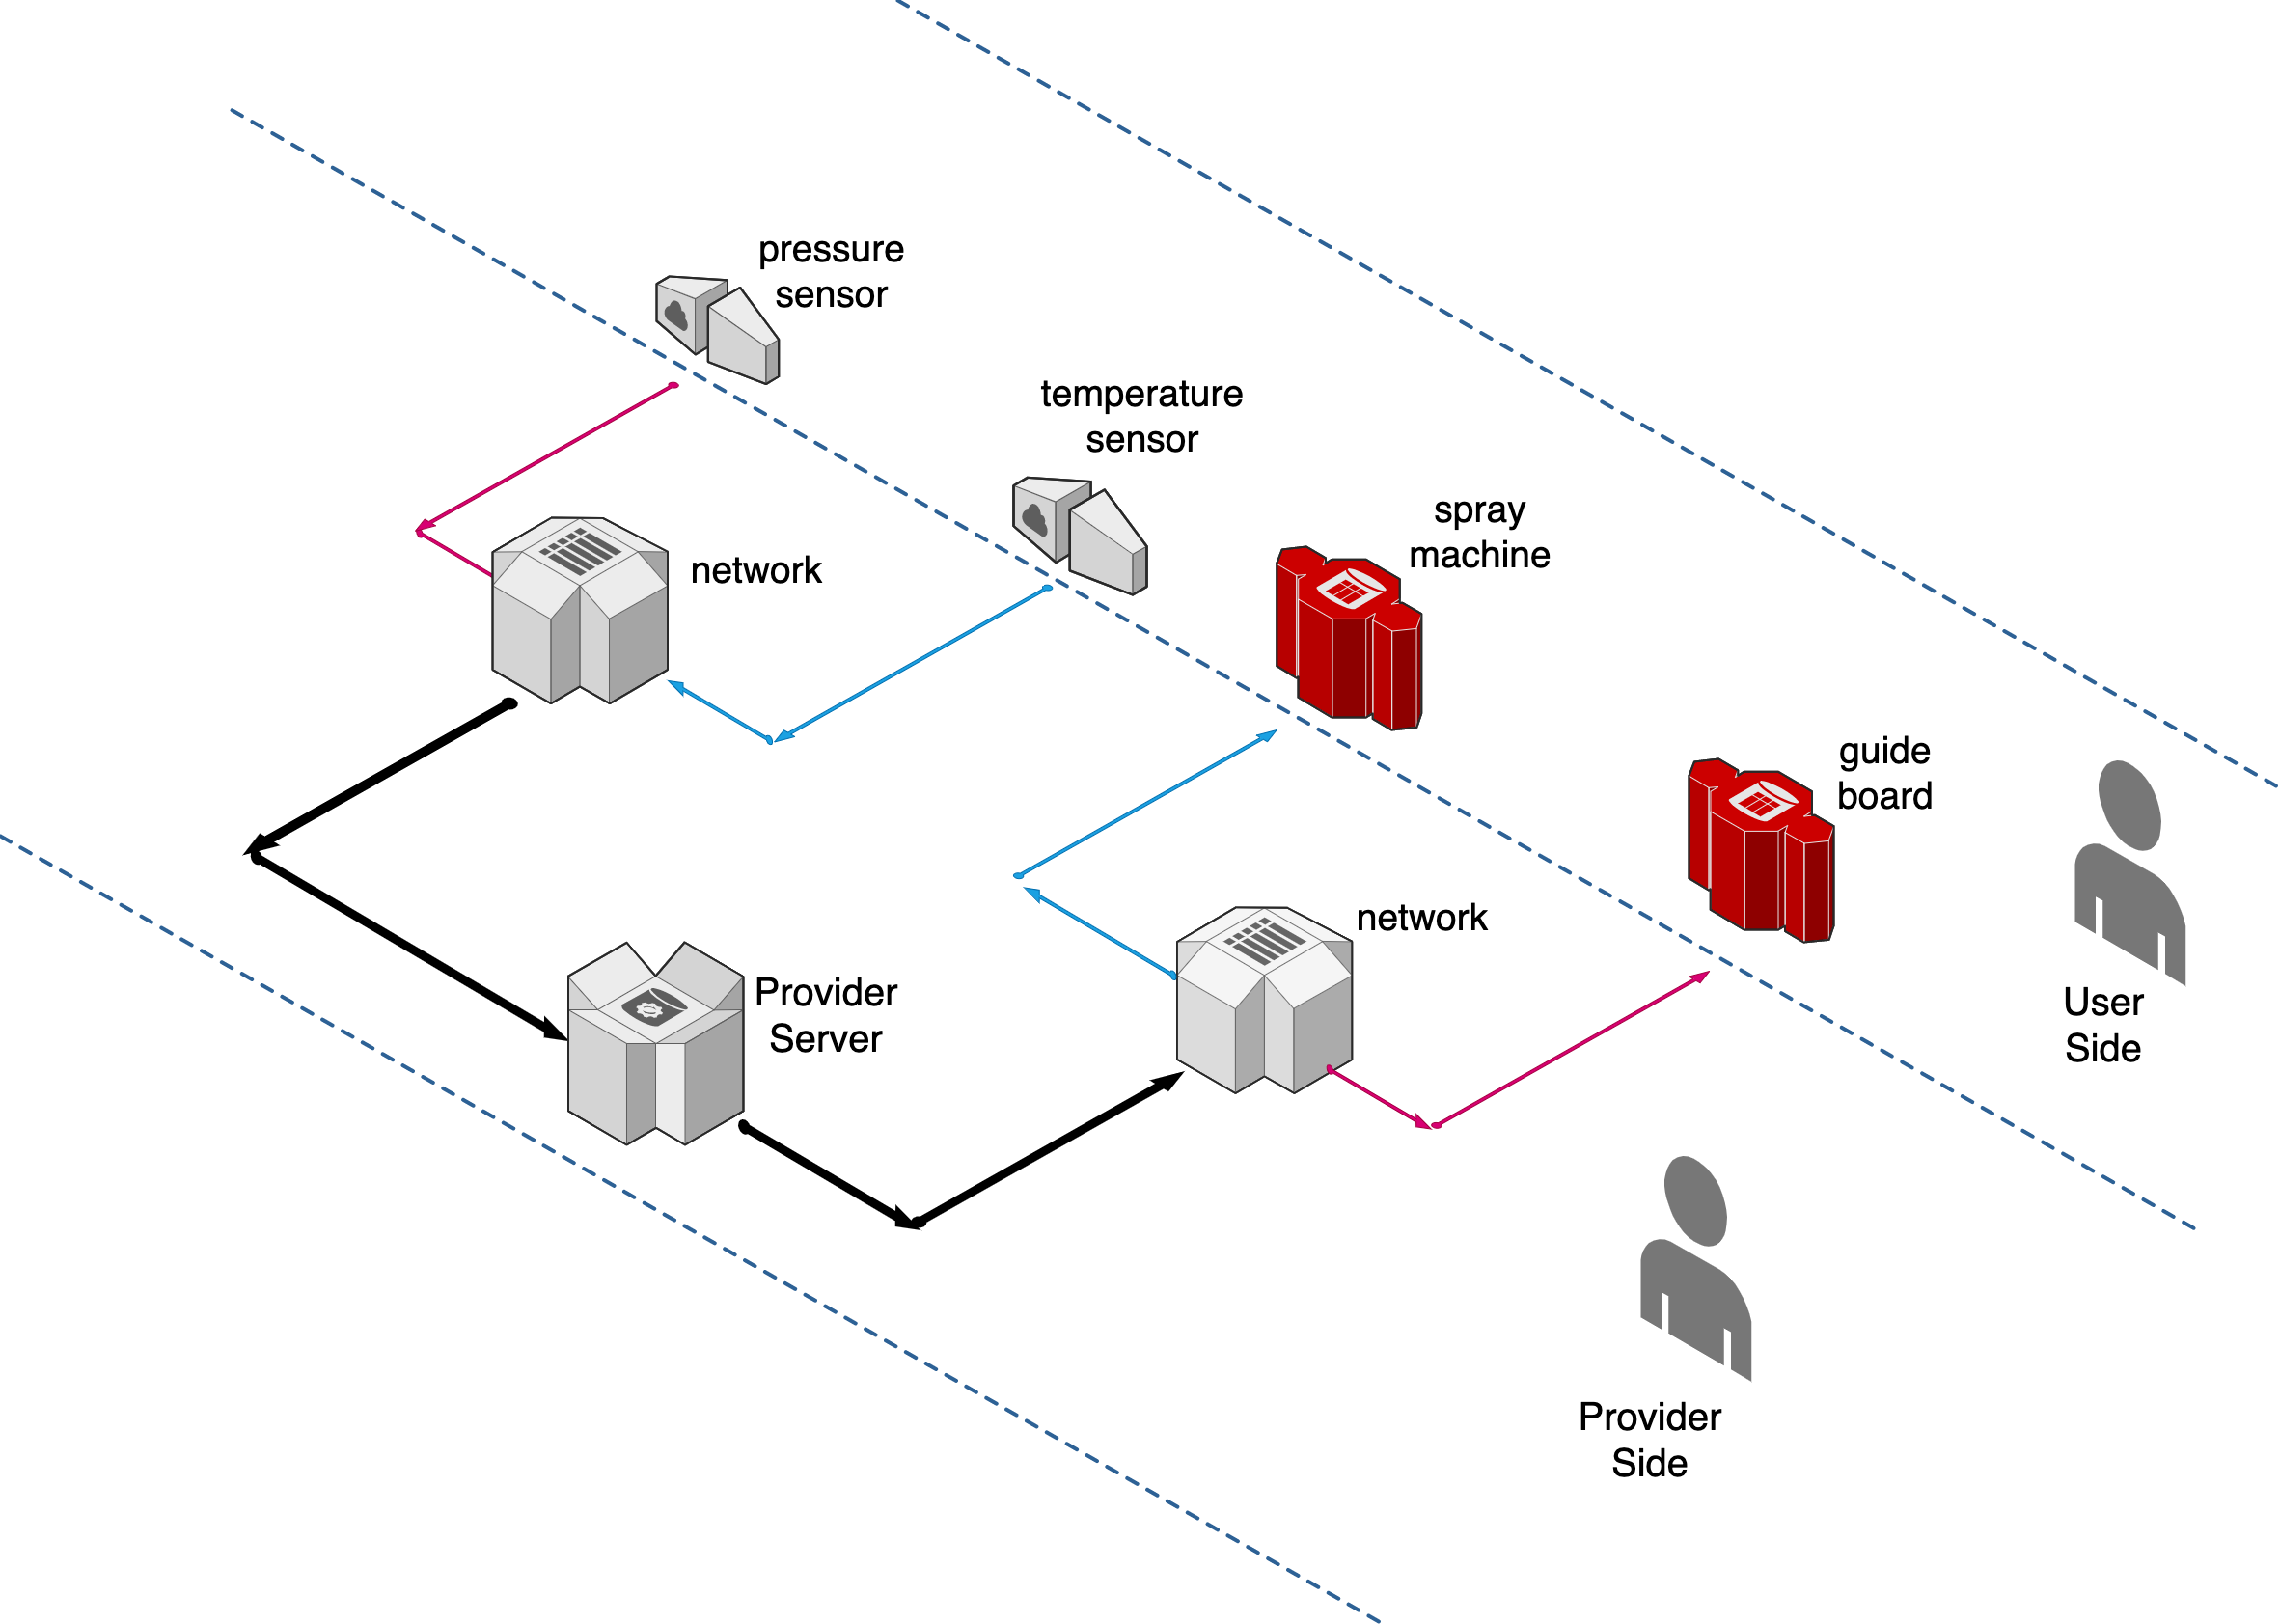 pressure
sensor
temperature
sensor
spray
machine
network
guide
board
network
Provider
Server
User
Side
Provider
Side